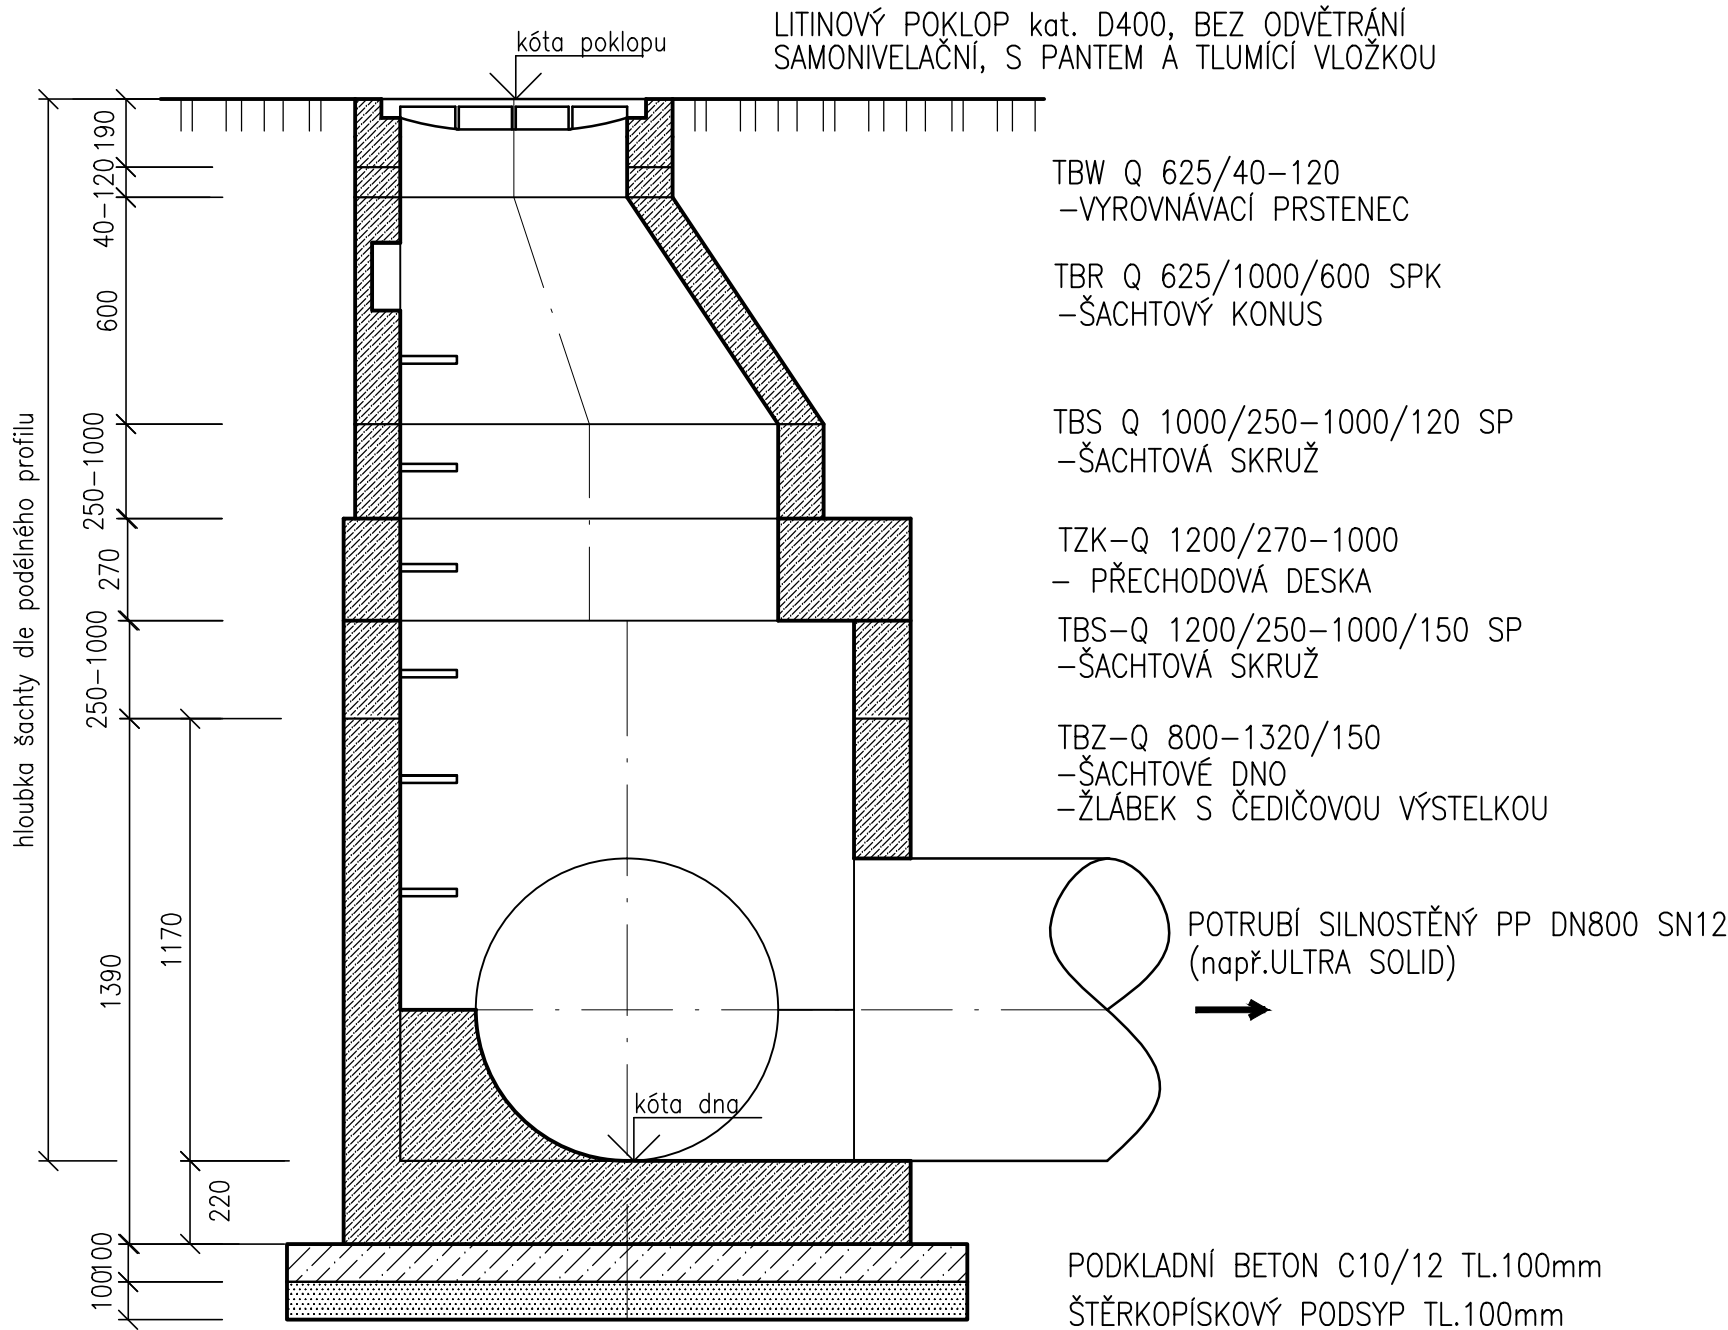 LITINOVÝ POKLOP kat. D400, BEZ ODVĚTRÁNÍ
SAMONIVELAČNÍ, S PANTEM A TLUMÍCÍ VLOŽKOU
kóta poklopu
190
40-120
TBW Q 625/40-120
-VYROVNÁVACÍ PRSTENEC
600
TBR Q 625/1000/600 SPK
-ŠACHTOVÝ KONUS
250-1000
TBS Q 1000/250-1000/120 SP
-ŠACHTOVÁ SKRUŽ
270
TZK-Q 1200/270-1000
- PŘECHODOVÁ DESKA
250-1000
TBS-Q 1200/250-1000/150 SP
-ŠACHTOVÁ SKRUŽ
TBZ-Q 800-1320/150
-ŠACHTOVÉ DNO
-ŽLÁBEK S ČEDIČOVOU VÝSTELKOU
hloubka šachty dle podélného profilu
1170
1390
POTRUBÍ SILNOSTĚNÝ PP DN800 SN12
(např.ULTRA SOLID)
kóta dna
220
100
100
PODKLADNÍ BETON C10/12 TL.100mm
ŠTĚRKOPÍSKOVÝ PODSYP TL.100mm